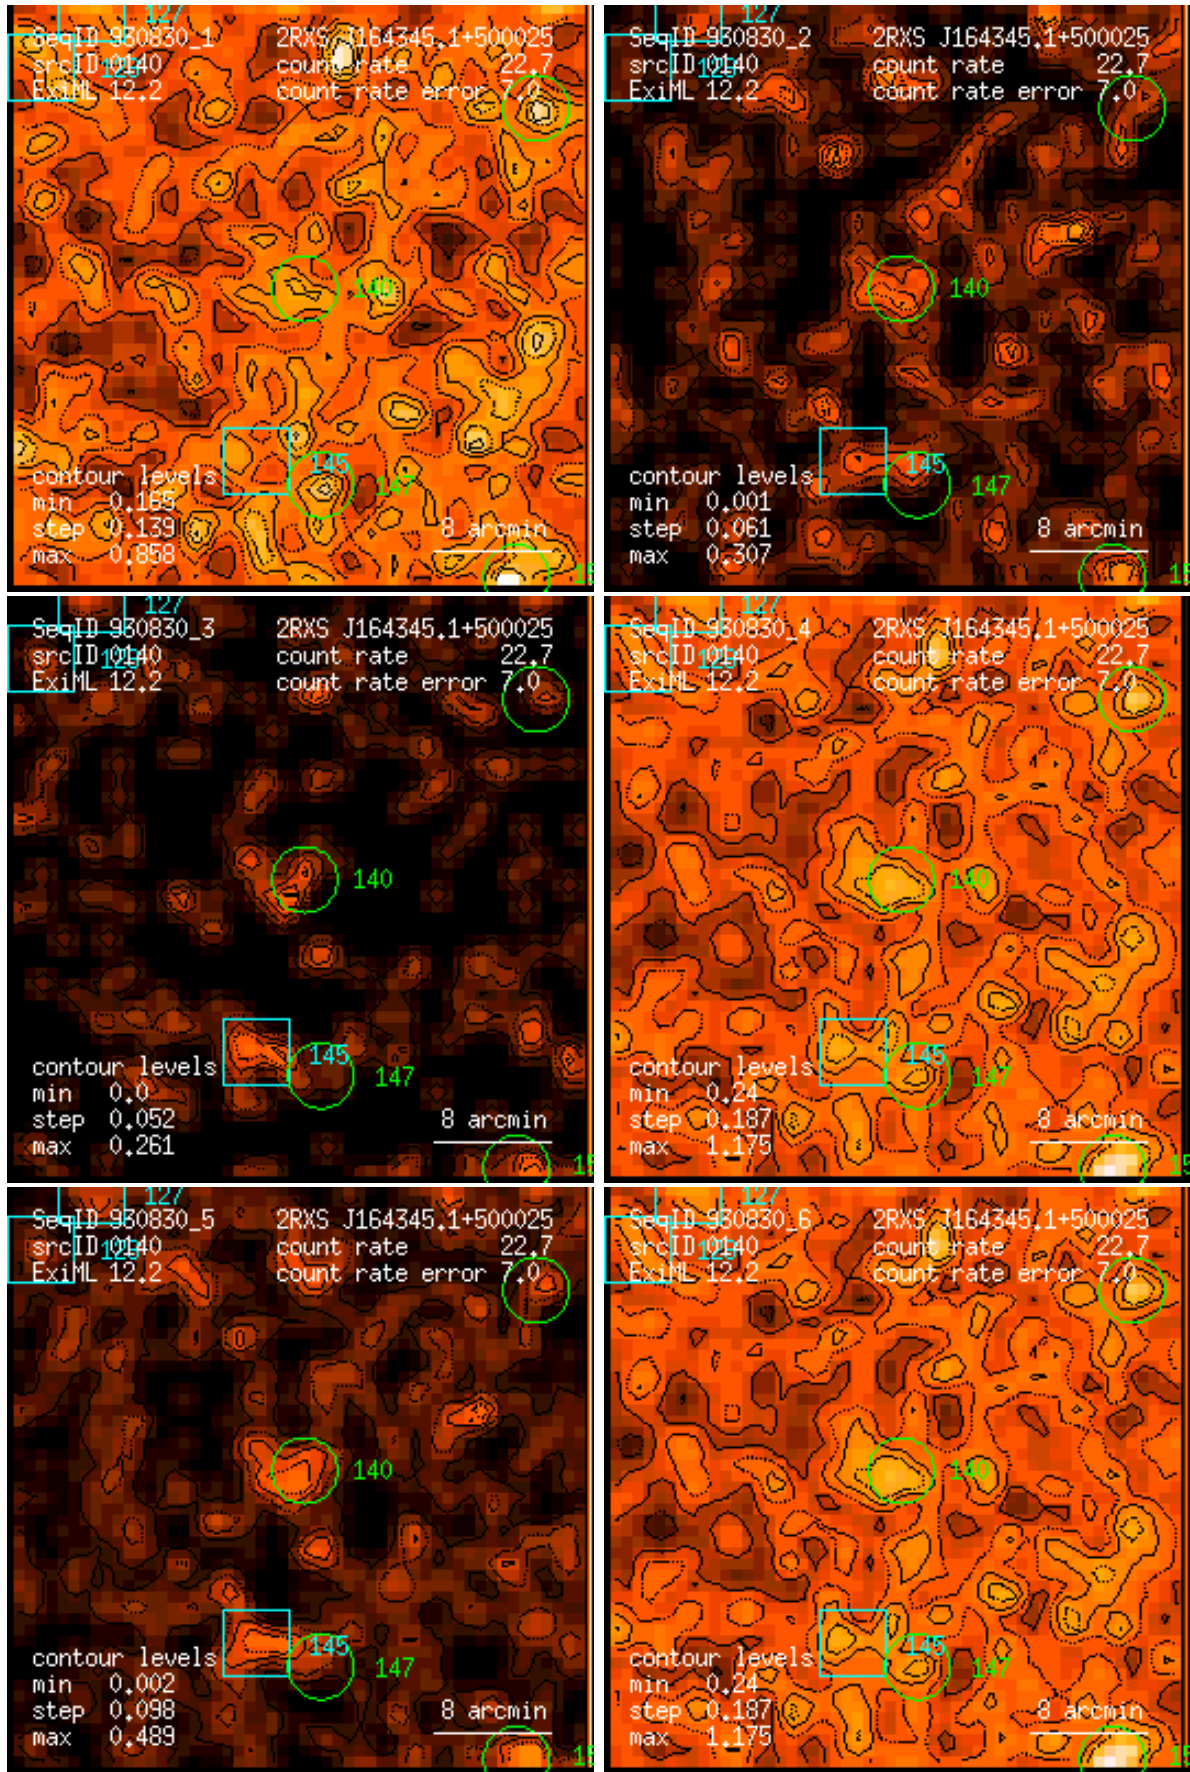 127
SeqID 930830_1 2RXS J164345.1+500025
srcID 0140 count rate 22.7
ExiML 12.2 count rate error 7.0
140
145
147
contour levels
min 0.165
step 0.139
max 0.858
8 arcmin
15
127
SeqID 930830_2 2RXS J164345.1+500025
srcID 0140 count rate 22.7
ExiML 12.2 count rate error 7.0
140
145
147
contour levels
min 0.001
step 0.061
max 0.307
8 arcmin
15
127
SeqID 930830_3 2RXS J164345.1+500025
srcID 0140 count rate 22.7
ExiML 12.2 count rate error 7.0
140
145
147
contour levels
min 0.0
step 0.052
max 0.261
8 arcmin
15
127
SeqID 930830_4 2RXS J164345.1+500025
srcID 0140 count rate 22.7
ExiML 12.2 count rate error 7.0
140
145
147
contour levels
min 0.24
step 0.187
max 1.175
8 arcmin
15
127
SeqID 930830_5 2RXS J164345.1+500025
srcID 0140 count rate 22.7
ExiML 12.2 count rate error 7.0
140
145
147
contour levels
min 0.002
step 0.098
max 0.489
8 arcmin
15
127
SeqID 930830_6 2RXS J164345.1+500025
srcID 0140 count rate 22.7
ExiML 12.2 count rate error 7.0
140
145
147
contour levels
min 0.24
step 0.187
max 1.175
8 arcmin
15